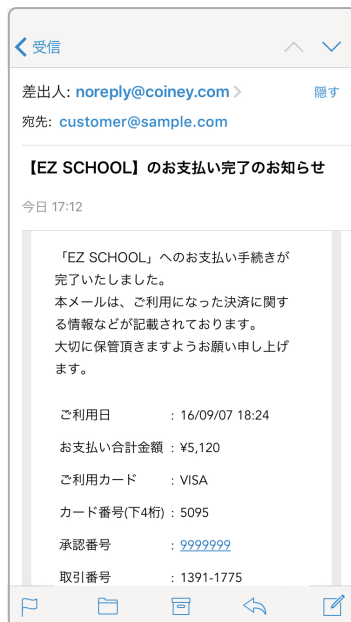 受信
差出人: noreply@coiney.com
隠す
宛先: customer@sample.com
【EZ SCHOOL】のお支払い完了のお知らせ
今日 17:12
「EZ SCHOOL」へのお支払い手続きが
完了いたしました。
本メールは、ご利用になった決済に関す
る情報などが記載されております。
大切に保管頂きますようお願い申し上げ
ます。
ご利用日 : 16/09/07 18:24
お支払い合計金額 : ¥5,120
ご利用カード : VISA
カード番号(下4桁) : 5095
承認番号 : 9999999
取引番号 : 1391-1775